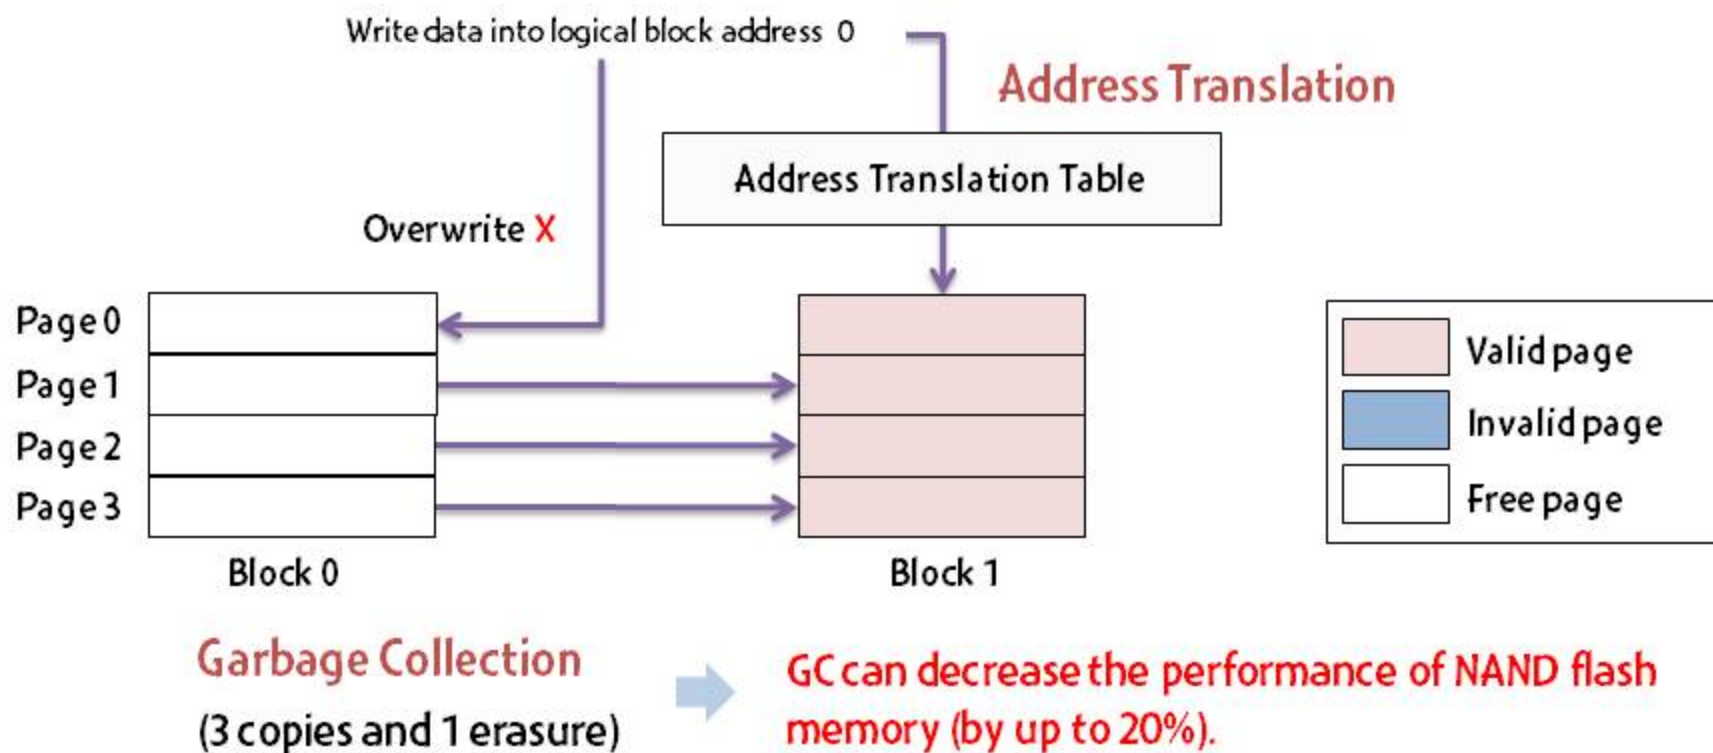 Write data into logical block address 0
Address Translation
Address Translation Table
Overwrite X
Page 0
Page 1
Page 2
Page 3
Block 0
Block 1
Valid page
Invalid page
Free page
Garbage Collection
(3 copies and 1 erasure)
GC can decrease the performance of NAND flash
memory (by up to 20%).